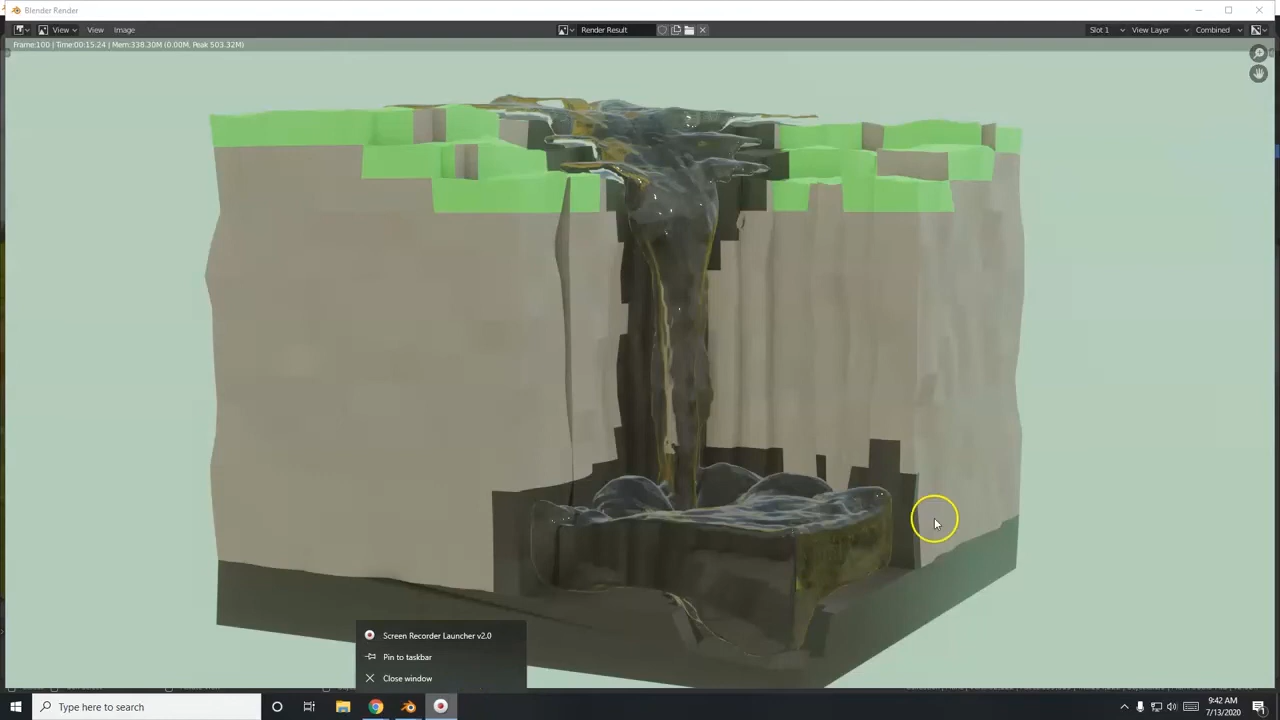 Blender Render
View
View
Image
Render Result
Slot 1
View Layer
Combined
Frame:100 | Time:00:15.24 | Mem:338.30M (0.00M, Peak 503.32M)
Screen Recorder Launcher v2.0
Pin to taskbar
Close window
Type here to search
9:42 AM
7/13/2020
1